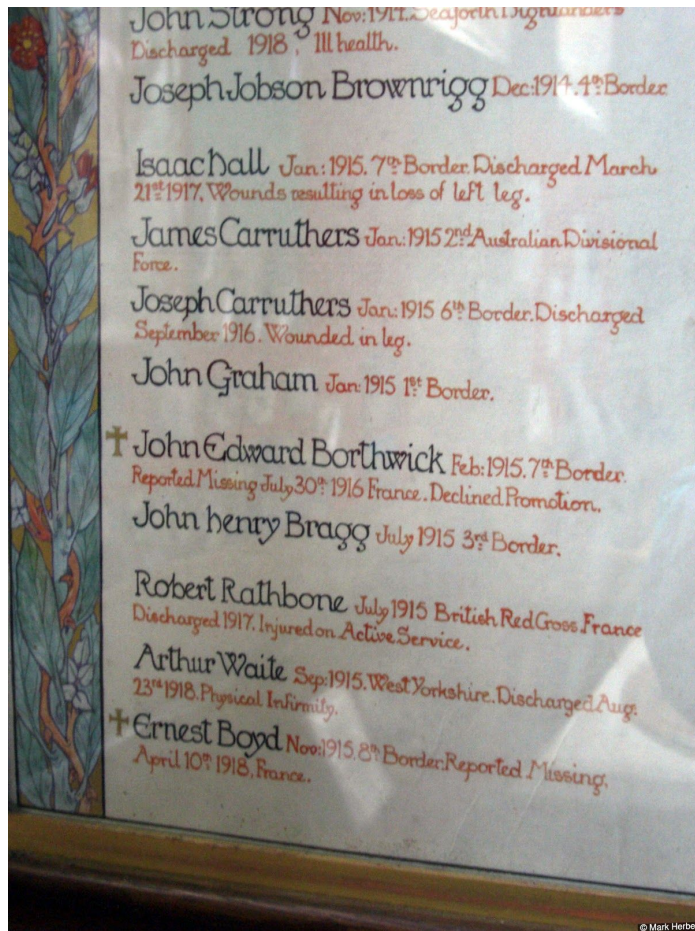 John Strong Nov: 1914. Seaforth Highlanders
Discharged 1918, Ill health.
Joseph Jobson Brownrigg Dec: 1914. 4th Border
Isaac hall Jan: 1915. 7th Border. Discharged March.
21st 1917. Wounds resulting in loss of left leg.
James Carruthers Jan: 1915 2nd Australian Divisional
Force.
Joseph Carruthers Jan: 1915 6th Border. Discharged
September 1916. Wounded in leg.
John Graham Jan: 1915 1st Border.
✝ John Edward Borthwick Feb: 1915. 7th Border.
Reported Missing July 30th 1916 France. Declined Promotion.
John henry Bragg July 1915 3rd Border.
Robert Rathbone July 1915 British Red Cross. France
Discharged 1917. Injured on Active Service.
Arthur Waite Sep: 1915. West Yorkshire. Discharged Aug.
23rd 1918. Physical Infirmity.
✝ Ernest Boyd Nov: 1915. 8th Border. Reported Missing,
April 10th 1918, France.
© Mark Herbe